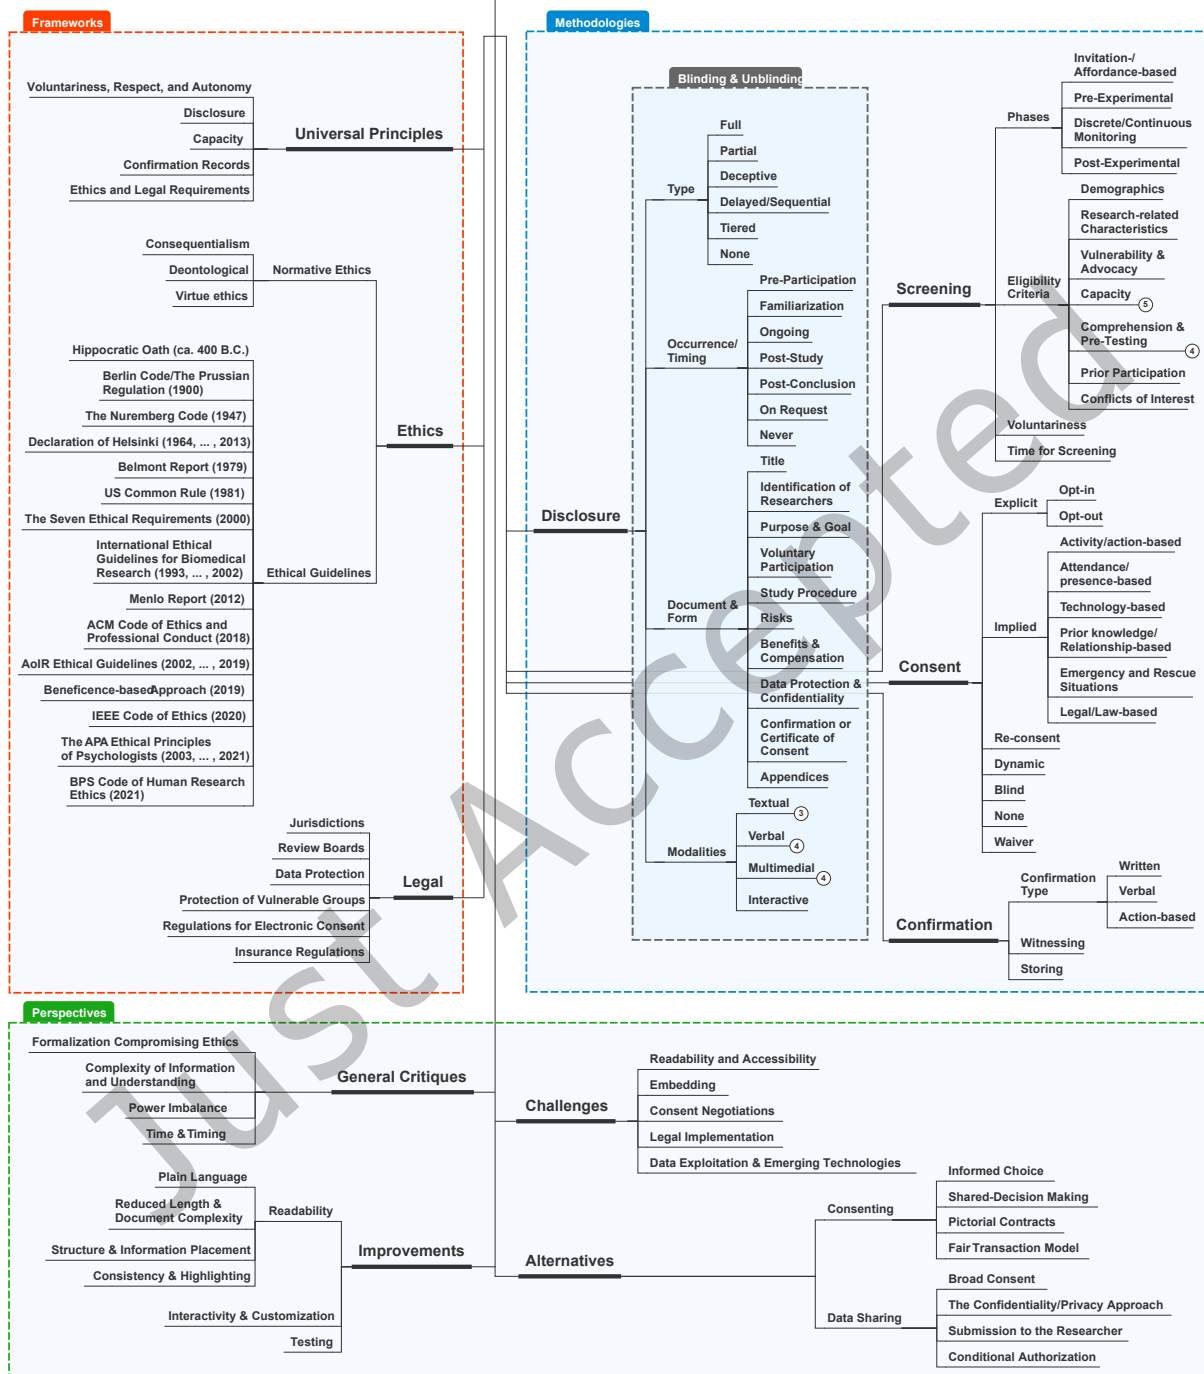 Frameworks
Voluntariness, Respect, and Autonomy
Disclosure
Capacity
Confirmation Records
Ethics and Legal Requirements
Universal Principles
Consequentialism
Deontological
Virtue ethics
Normative Ethics
Hippocratic Oath (ca. 400 B.C.)
Berlin Code/The Prussian
Regulation (1900)
The Nuremberg Code (1947)
Declaration of Helsinki (1964, ... , 2013)
Belmont Report (1979)
US Common Rule (1981)
The Seven Ethical Requirements (2000)
International Ethical
Guidelines for Biomedical
Research (1993, ... , 2002)
Menlo Report (2012)
ACM Code of Ethics and
Professional Conduct (2018)
AoIR Ethical Guidelines (2002, ... , 2019)
Beneficence-based Approach (2019)
IEEE Code of Ethics (2020)
The APA Ethical Principles
of Psychologists (2003, ... , 2021)
BPS Code of Human Research
Ethics (2021)
Ethical Guidelines
Ethics
Jurisdictions
Review Boards
Data Protection
Protection of Vulnerable Groups
Regulations for Electronic Consent
Insurance Regulations
Legal
Methodologies
Blinding & Unblinding
Disclosure
Type
Full
Partial
Deceptive
Delayed/Sequential
Tiered
None
Occurrence/
Timing
Pre-Participation
Familiarization
Ongoing
Post-Study
Post-Conclusion
On Request
Never
Document &
Form
Title
Identification of
Researchers
Purpose & Goal
Voluntary
Participation
Study Procedure
Risks
Benefits &
Compensation
Data Protection &
Confidentiality
Confirmation or
Certificate of
Consent
Appendices
Modalities
Textual
3
Verbal
4
Multimedial
4
Interactive
Screening
Phases
Invitation-/
Affordance-based
Pre-Experimental
Discrete/Continuous
Monitoring
Post-Experimental
Eligibility
Criteria
Demographics
Research-related
Characteristics
Vulnerability &
Advocacy
Capacity
5
Comprehension &
Pre-Testing
4
Prior Participation
Conflicts of Interest
Voluntariness
Time for Screening
Consent
Explicit
Opt-in
Opt-out
Implied
Activity/action-based
Attendance/
presence-based
Technology-based
Prior knowledge/
Relationship-based
Emergency and Rescue
Situations
Legal/Law-based
Re-consent
Dynamic
Blind
None
Waiver
Confirmation
Confirmation
Type
Written
Verbal
Action-based
Witnessing
Storing
Perspectives
Formalization Compromising Ethics
Complexity of Information
and Understanding
Power Imbalance
Time & Timing
General Critiques
Plain Language
Reduced Length &
Document Complexity
Structure & Information Placement
Consistency & Highlighting
Readability
Interactivity & Customization
Testing
Improvements
Challenges
Readability and Accessibility
Embedding
Consent Negotiations
Legal Implementation
Data Exploitation & Emerging Technologies
Alternatives
Consenting
Informed Choice
Shared-Decision Making
Pictorial Contracts
Fair Transaction Model
Data Sharing
Broad Consent
The Confidentiality/Privacy Approach
Submission to the Researcher
Conditional Authorization
Just Accepted